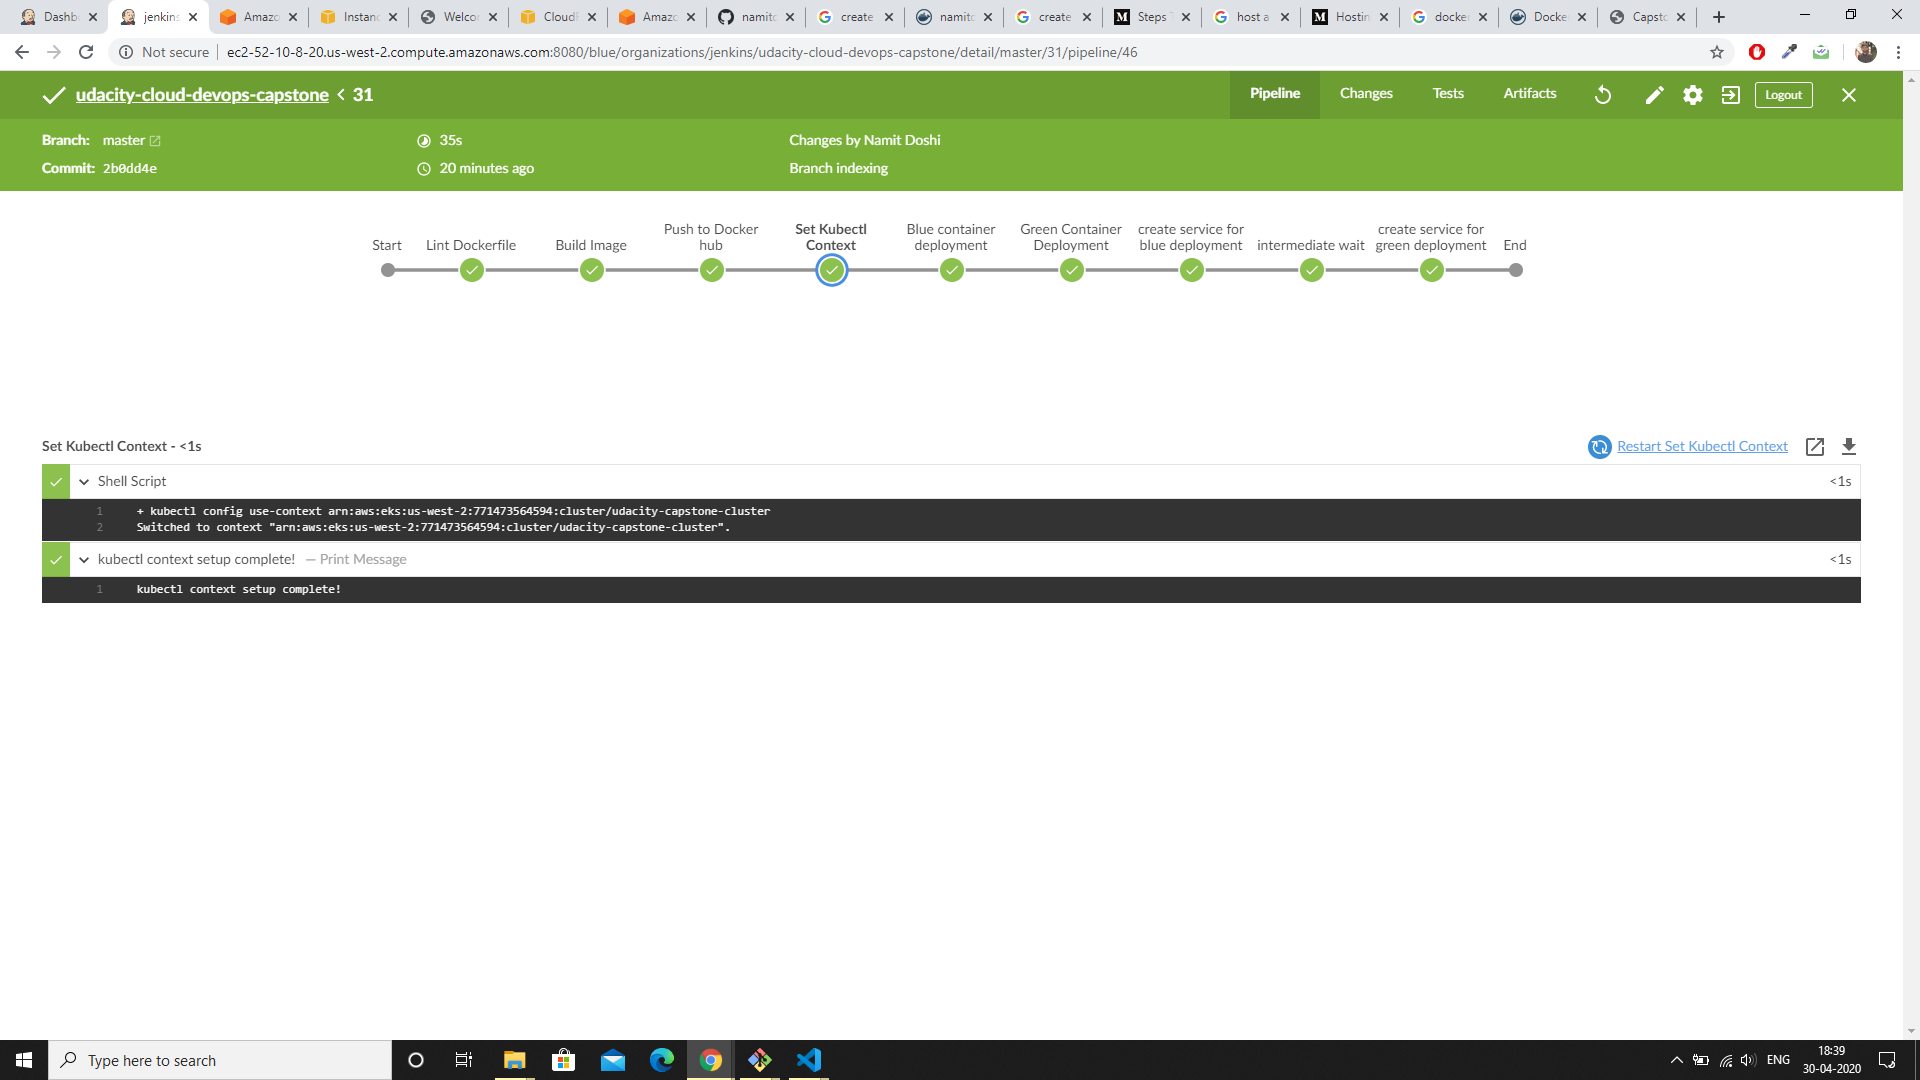 Dashb
jenkins
Amazo
Instanc
Welcor
CloudF
Amazo
namitd
create
namitd
create
Steps T
host a
Hostin
docker
Docke
Capsto
Not secure
ec2-52-10-8-20.us-west-2.compute.amazonaws.com:8080/blue/organizations/jenkins/udacity-cloud-devops-capstone/detail/master/31/pipeline/46
udacity-cloud-devops-capstone < 31
Pipeline
Changes
Tests
Artifacts
Logout
Branch: master
35s
Changes by Namit Doshi
Commit: 2b0dd4e
20 minutes ago
Branch indexing
Start
Lint Dockerfile
Build Image
Push to Docker
hub
Set Kubectl
Context
Blue container
deployment
Green Container
Deployment
create service for
blue deployment
intermediate wait
create service for
green deployment
End
Set Kubectl Context - <1s
Restart Set Kubectl Context
Shell Script
<1s
1 + kubectl config use-context arn:aws:eks:us-west-2:771473564594:cluster/udacity-capstone-cluster
2 Switched to context "arn:aws:eks:us-west-2:771473564594:cluster/udacity-capstone-cluster".
kubectl context setup complete! — Print Message
<1s
1 kubectl context setup complete!
Type here to search
ENG
18:39
30-04-2020